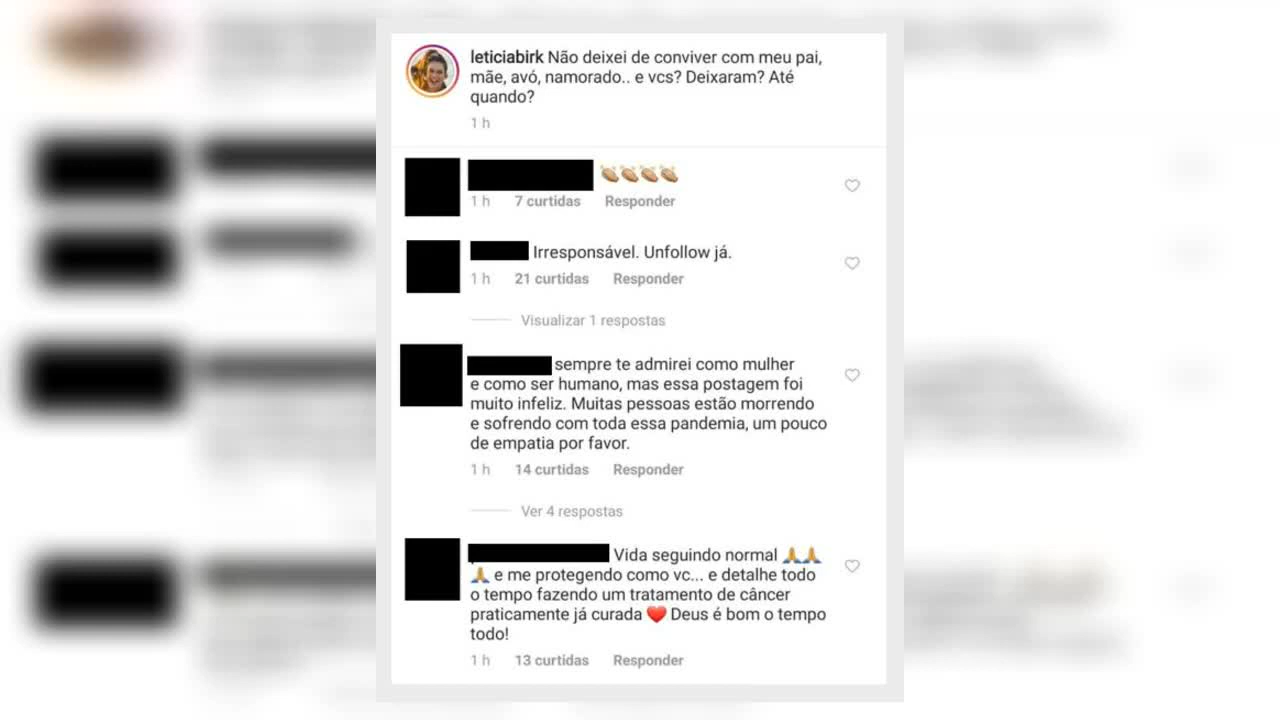 leticiabirk Não deixei de conviver com meu pai,
mãe, avó, namorado.. e vcs? Deixaram? Até
quando?
1 h
👏🏼👏🏼👏🏼👏🏼
1 h 7 curtidas Responder
Irresponsável. Unfollow já.
1 h 21 curtidas Responder
Visualizar 1 respostas
sempre te admirei como mulher
e como ser humano, mas essa postagem foi
muito infeliz. Muitas pessoas estão morrendo
e sofrendo com toda essa pandemia, um pouco
de empatia por favor.
1 h 14 curtidas Responder
Ver 4 respostas
Vida seguindo normal 🙏🙏
🙏 e me protegendo como vc... e detalhe todo
o tempo fazendo um tratamento de câncer
praticamente já curada ❤️ Deus é bom o tempo
todo!
1 h 13 curtidas Responder